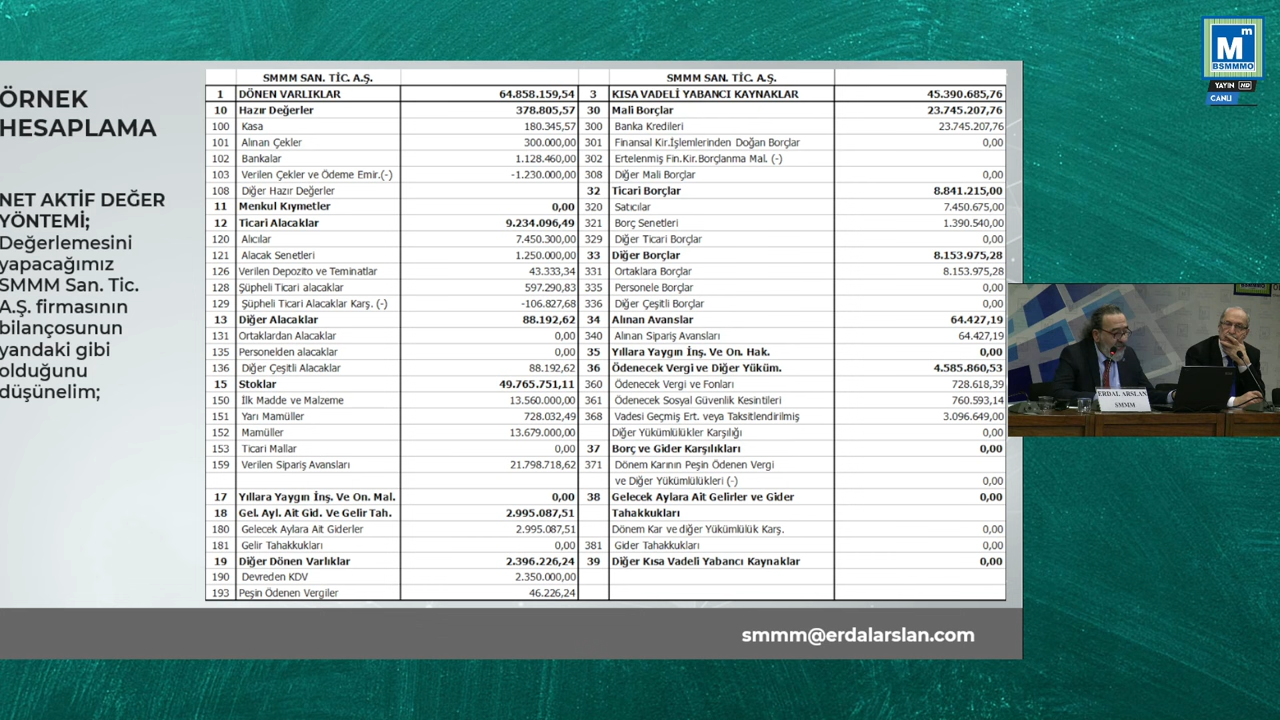 M m
BSMMMO
YAYIN HD
CANLI
ÖRNEK
HESAPLAMA
NET AKTİF DEĞER
YÖNTEMİ;
Değerlemesini
yapacağımız
SMMM San. Tic.
A.Ş. firmasının
bilançosunun
yandaki gibi
olduğunu
düşünelim;
SMMM SAN. TİC. A.Ş. SMMM SAN. TİC. A.Ş.
1 DÖNEN VARLIKLAR 64.858.159,54 3 KISA VADELİ YABANCI KAYNAKLAR 45.390.685,76
10 Hazır Değerler 378.805,57 30 Mali Borçlar 23.745.207,76
100 Kasa 180.345,57 300 Banka Kredileri 23.745.207,76
101 Alınan Çekler 300.000,00 301 Finansal Kir.İşlemlerinden Doğan Borçlar 0,00
102 Bankalar 1.128.460,00 302 Ertelenmiş Fin.Kir.Borçlanma Mal. (-)
103 Verilen Çekler ve Ödeme Emir.(-) -1.230.000,00 308 Diğer Mali Borçlar 0,00
108 Diğer Hazır Değerler 32 Ticari Borçlar 8.841.215,00
11 Menkul Kıymetler 0,00 320 Satıcılar 7.450.675,00
12 Ticari Alacaklar 9.234.096,49 321 Borç Senetleri 1.390.540,00
120 Alıcılar 7.450.300,00 329 Diğer Ticari Borçlar 0,00
121 Alacak Senetleri 1.250.000,00 33 Diğer Borçlar 8.153.975,28
126 Verilen Depozito ve Teminatlar 43.333,34 331 Ortaklara Borçlar 8.153.975,28
128 Şüpheli Ticari alacaklar 597.290,83 335 Personele Borçlar 0,00
129 Şüpheli Ticari Alacaklar Karş. (-) -106.827,68 336 Diğer Çeşitli Borçlar 0,00
13 Diğer Alacaklar 88.192,62 34 Alınan Avanslar 64.427,19
131 Ortaklardan Alacaklar 0,00 340 Alınan Sipariş Avansları 64.427,19
135 Personelden alacaklar 0,00 35 Yıllara Yaygın İnş. Ve On. Hak. 0,00
136 Diğer Çeşitli Alacaklar 88.192,62 36 Ödenecek Vergi ve Diğer Yüküm. 4.585.860,53
15 Stoklar 49.765.751,11 360 Ödenecek Vergi ve Fonları 728.618,39
150 İlk Madde ve Malzeme 13.560.000,00 361 Ödenecek Sosyal Güvenlik Kesintileri 760.593,14
151 Yarı Mamüller 728.032,49 368 Vadesi Geçmiş Ert. veya Taksitlendirilmiş 3.096.649,00
152 Mamüller 13.679.000,00 Diğer Yükümlülükler Karşılığı 0,00
153 Ticari Mallar 0,00 37 Borç ve Gider Karşılıkları 0,00
159 Verilen Sipariş Avansları 21.798.718,62 371 Dönem Karının Peşin Ödenen Vergi
ve Diğer Yükümlülükleri (-) 0,00
17 Yıllara Yaygın İnş. Ve On. Mal. 0,00 38 Gelecek Aylara Ait Gelirler ve Gider 0,00
18 Gel. Ayl. Ait Gid. Ve Gelir Tah. 2.995.087,51 Tahakkukları
180 Gelecek Aylara Ait Giderler 2.995.087,51 Dönem Kar ve diğer Yükümlülük Karş. 0,00
181 Gelir Tahakkukları 0,00 381 Gider Tahakkukları 0,00
19 Diğer Dönen Varlıklar 2.396.226,24 39 Diğer Kısa Vadeli Yabancı Kaynaklar 0,00
190 Devreden KDV 2.350.000,00
193 Peşin Ödenen Vergiler 46.226,24
ERDAL ARSLAN
SMMM
smmm@erdalarslan.com